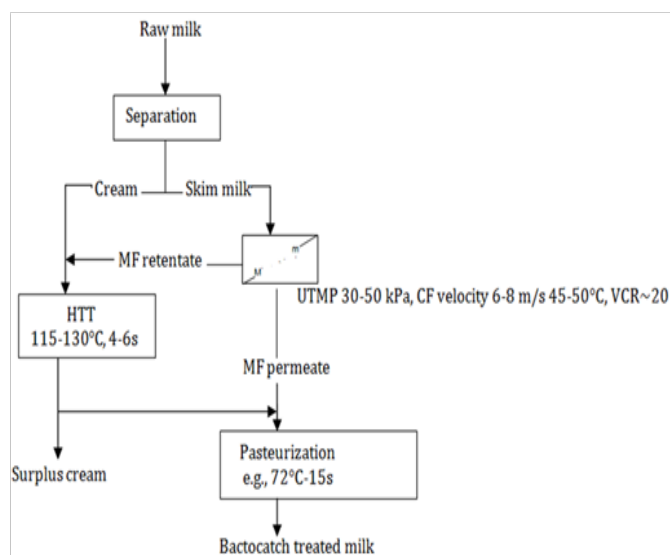 Raw milk
Separation
Cream
Skim milk
M
m
MF retentate
UTMP 30-50 kPa, CF velocity 6-8 m/s 45-50°C, VCR~20
HTT
115-130°C, 4-6s
MF permeate
Pasteurization
e.g., 72°C-15s
Surplus cream
Bactocatch treated milk